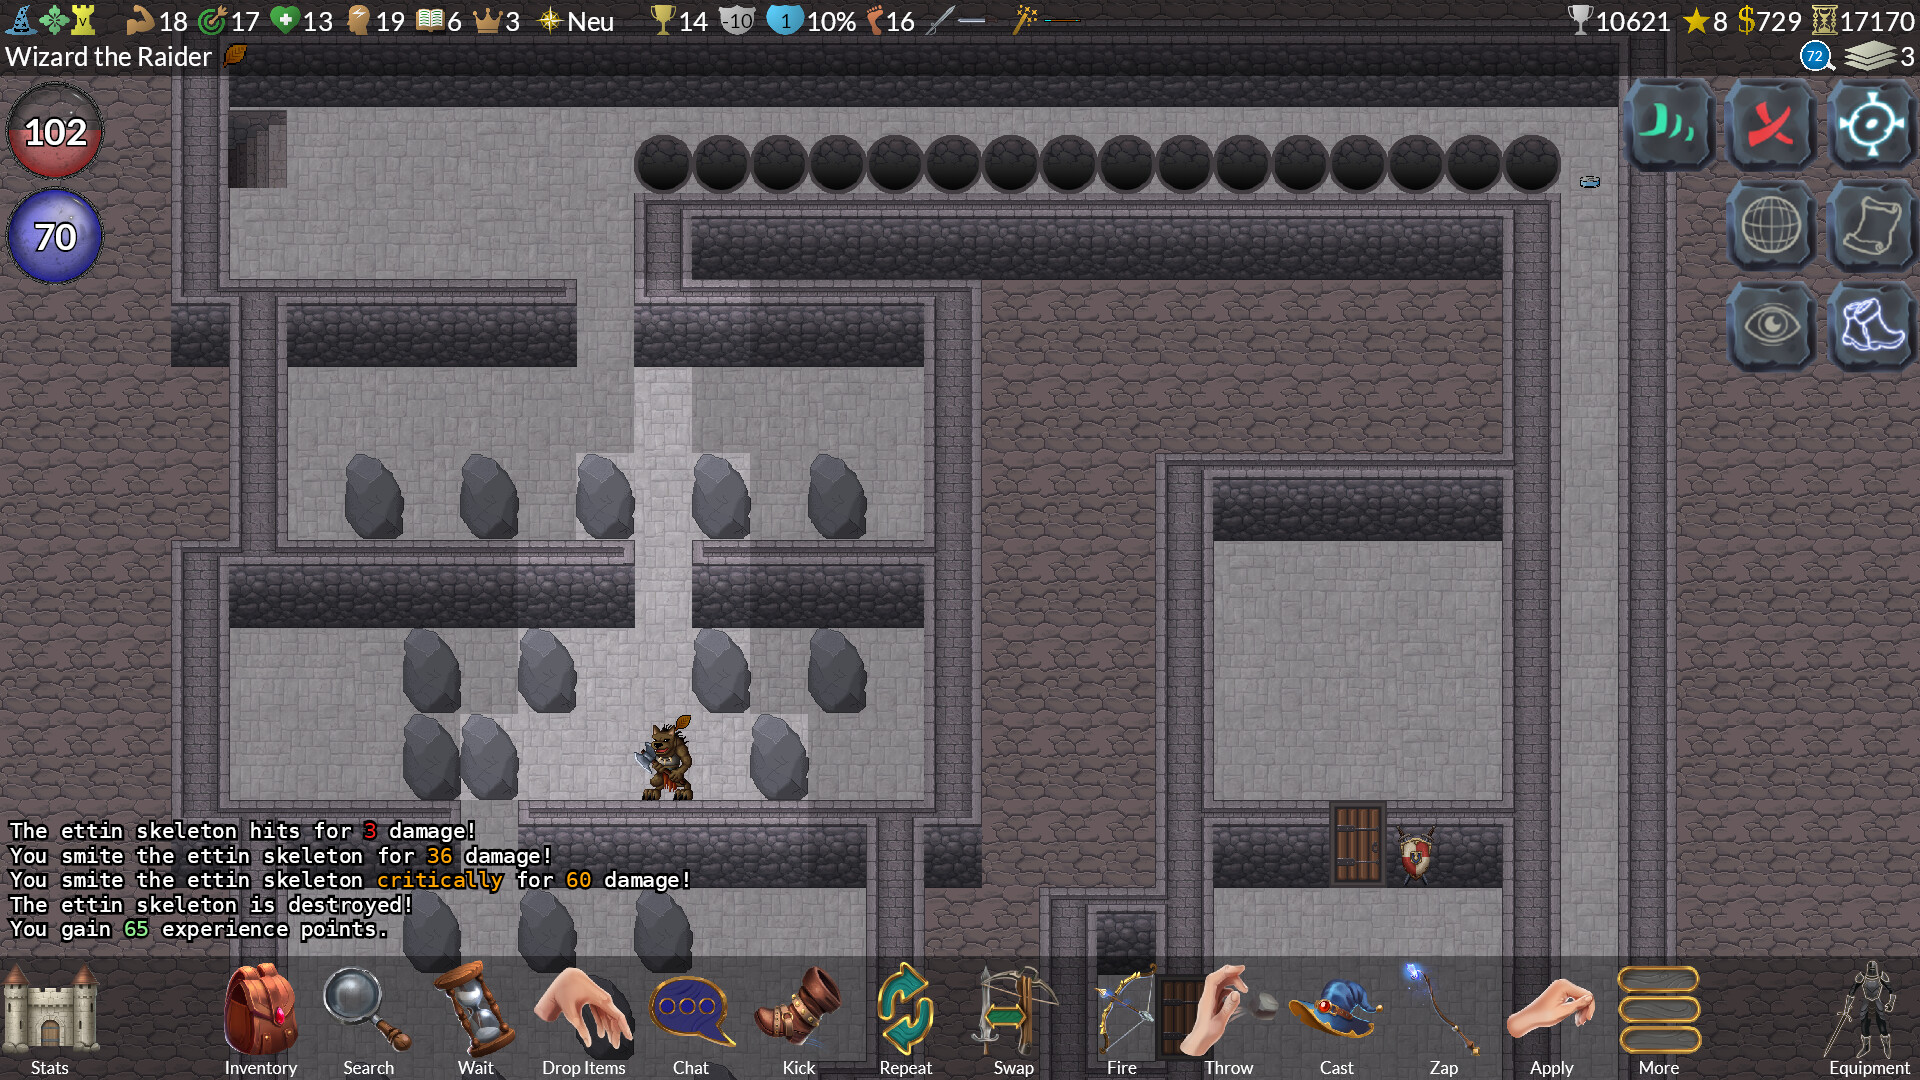 V 18 17 13 19 6 3 Neu 14 -10 1 10% 16 10621 8 $729 17170
Wizard the Raider 72 3
102
70
The ettin skeleton hits for 3 damage!
You smite the ettin skeleton for 36 damage!
You smite the ettin skeleton critically for 60 damage!
The ettin skeleton is destroyed!
You gain 65 experience points.
Stats Inventory Search Wait Drop Items Chat Kick Repeat Swap Fire Throw Cast Zap Apply More Equipment